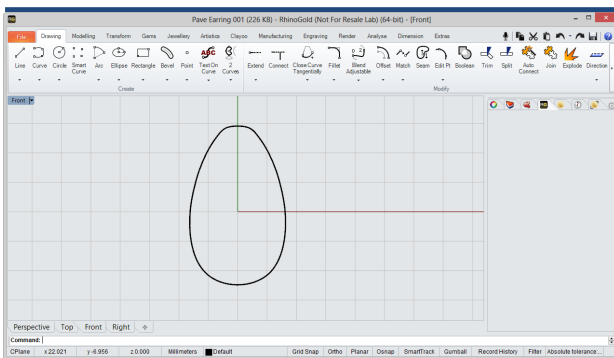 Pave Earring 001 (226 KB) - RhinoGold (Not For Resale Lab) (64-bit) - [Front]
File Drawing Modelling Transform Gems Jewellery Artistics Clayoo Manufacturing Engraving Render Analyse Dimension Extras
Line Curve Circle Smart Curve Arc Ellipse Rectangle Bevel Point Text On Curve 2 Curves Extend Connect Close Curve Tangentially Fillet Blend Adjustable Offset Match Seam Edit Pt Boolean Trim Split Auto Connect Join Explode Direction
Create Modify
Front
Perspective Top Front Right
Command:
CPlane x 22.021 y -6.956 z 0.000 Millimeters Default Grid Snap Ortho Planar Osnap SmartTrack Gumball Record History Filter Absolute tolerance...